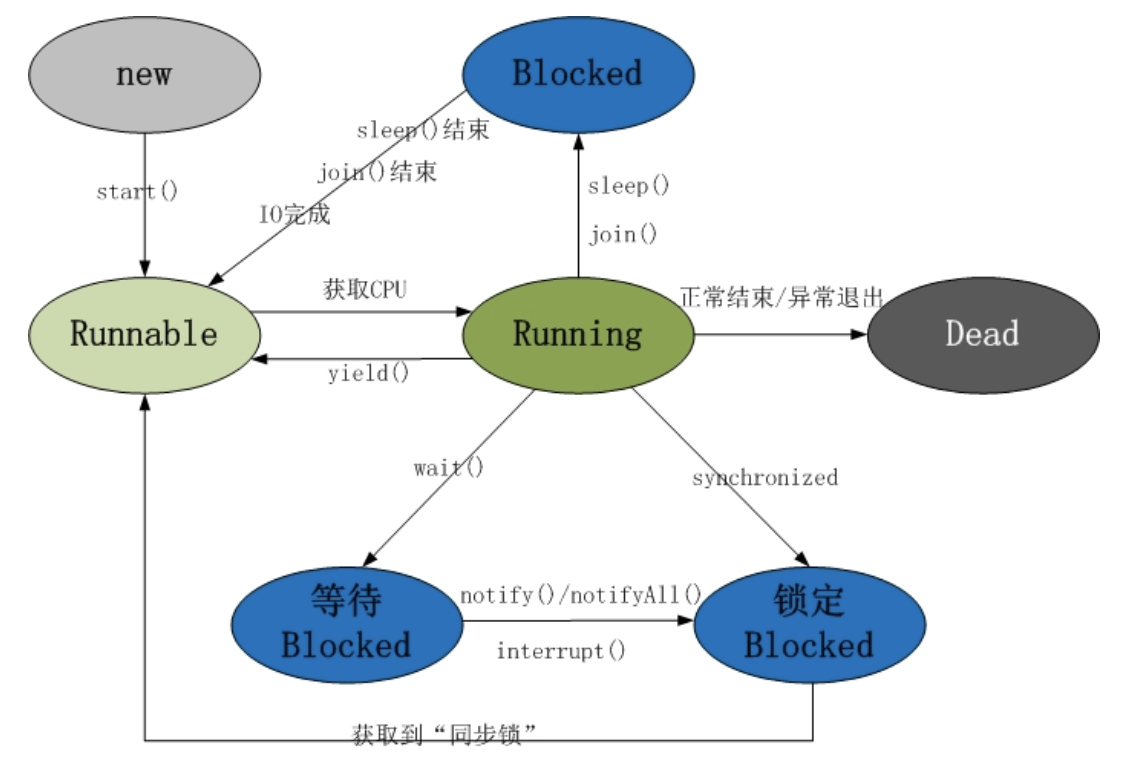 new
Blocked
sleep()结束
join()结束
IO完成
start()
sleep()
join()
获取CPU
正常结束/异常退出
Runnable
Running
Dead
yield()
wait()
synchronized
等待
Blocked
notify()/notifyAll()
interrupt()
锁定
Blocked
获取到“同步锁”